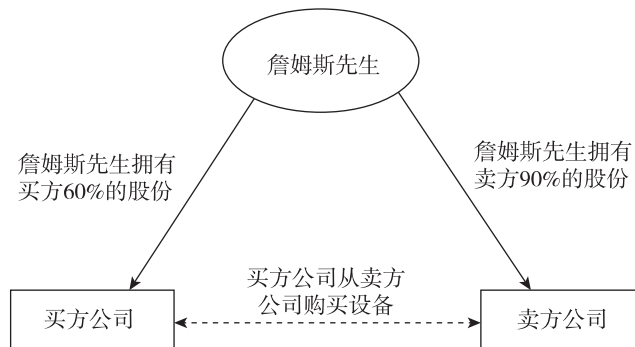 詹姆斯先生
詹姆斯先生拥有
买方60%的股份
詹姆斯先生拥有
卖方90%的股份
买方公司从卖方
公司购买设备
买方公司
卖方公司